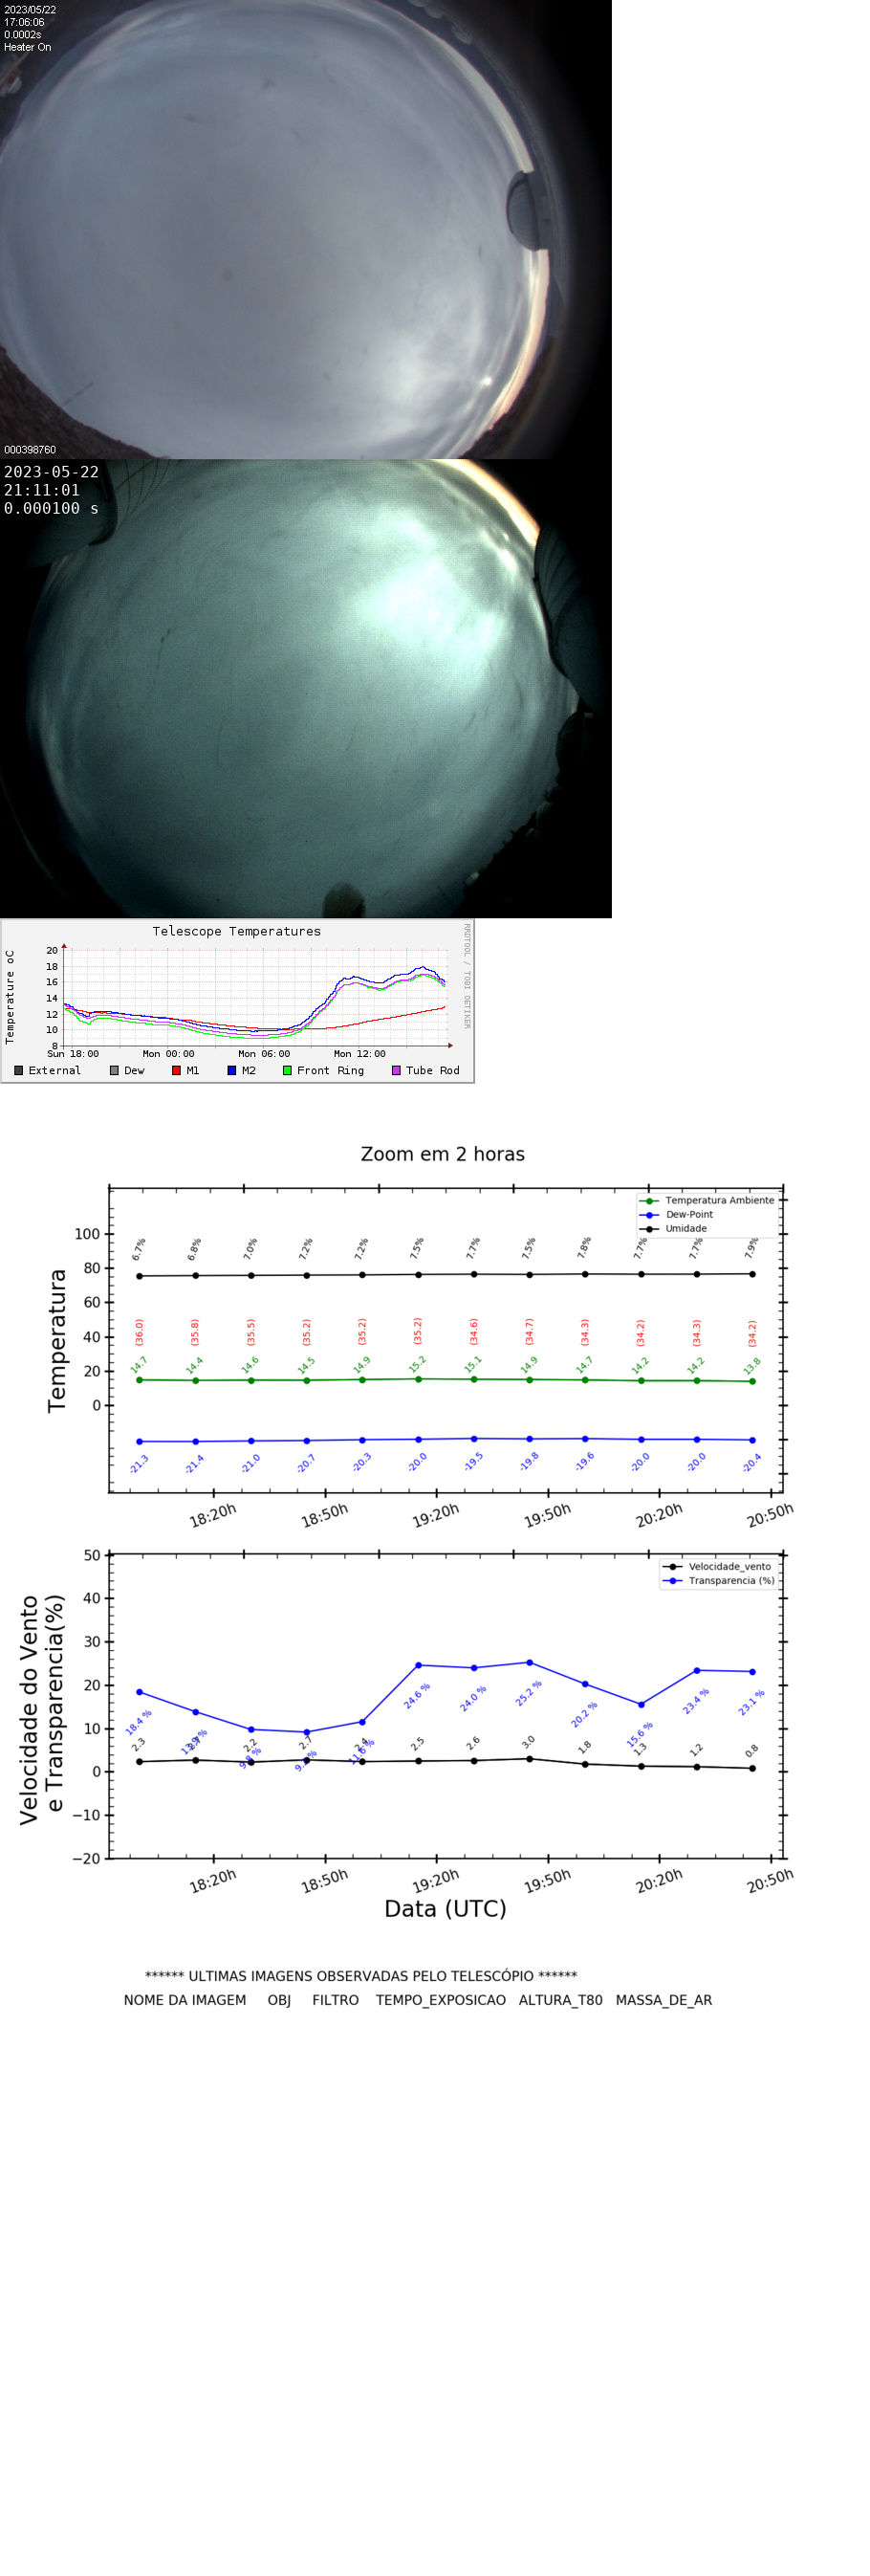 2023/05/22
17:06:06
0.0002s
Heater On
000398760
2023-05-22
21:11:01
0.000100 s
Telescope Temperatures
RRDTOOL / TOBI OETIKER
Temperature oC
20
18
16
14
12
10
8
Sun 18:00 Mon 00:00 Mon 06:00 Mon 12:00
External Dew M1 M2 Front Ring Tube Rod
Zoom em 2 horas
Temperatura Ambiente
Dew-Point
Umidade
Temperatura
100
80
60
40
20
0
6.7% 6.8% 7.0% 7.2% 7.2% 7.5% 7.7% 7.5% 7.8% 7.7% 7.7% 7.9%
(36.0) (35.8) (35.5) (35.2) (35.2) (35.2) (34.6) (34.7) (34.3) (34.2) (34.3) (34.2)
14.7 14.4 14.6 14.5 14.9 15.2 15.1 14.9 14.7 14.2 14.2 13.8
-21.3 -21.4 -21.0 -20.7 -20.3 -20.0 -19.5 -19.8 -19.6 -20.0 -20.0 -20.4
18:20h 18:50h 19:20h 19:50h 20:20h 20:50h
Velocidade_vento
Transparencia (%)
Velocidade do Vento
e Transparencia(%)
50
40
30
20
10
0
−10
−20
18.4 % 24.6 % 24.0 % 25.2 % 20.2 % 15.6 % 23.4 % 23.1 %
2.3 2.2 2.7 2.5 2.6 3.0 1.8 1.3 1.2 0.8
18:20h 18:50h 19:20h 19:50h 20:20h 20:50h
Data (UTC)
****** ULTIMAS IMAGENS OBSERVADAS PELO TELESCÓPIO ******
NOME DA IMAGEM OBJ FILTRO TEMPO_EXPOSICAO ALTURA_T80 MASSA_DE_AR